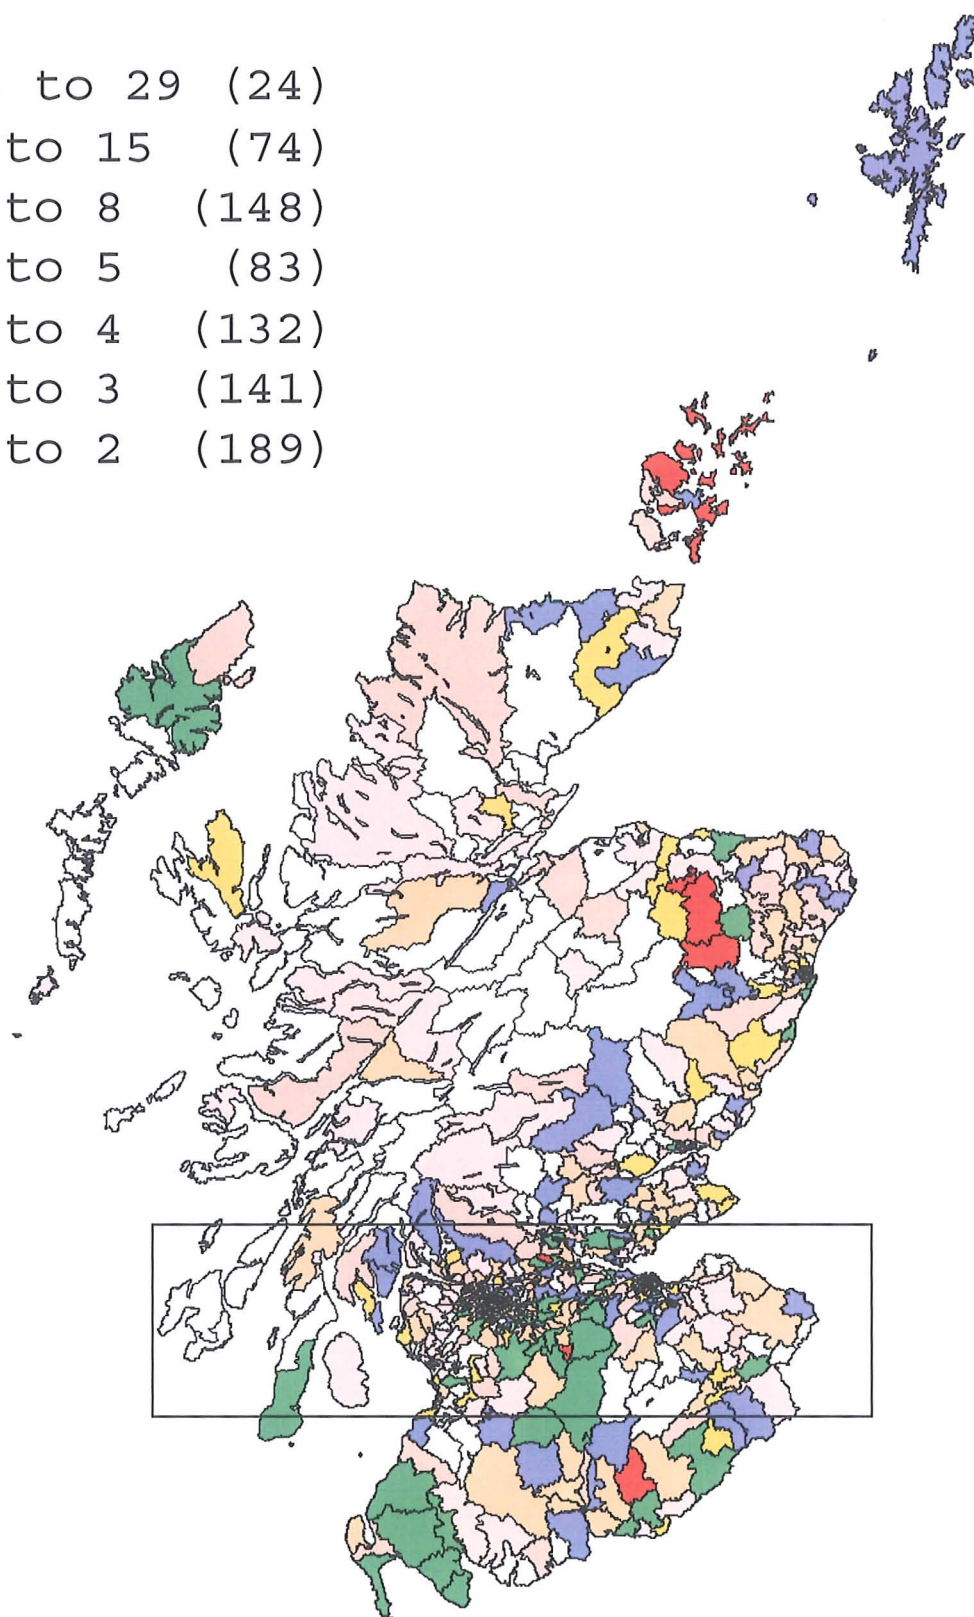 to 29 (24)
to 15 (74)
to 8 (148)
to 5 (83)
to 4 (132)
to 3 (141)
to 2 (189)